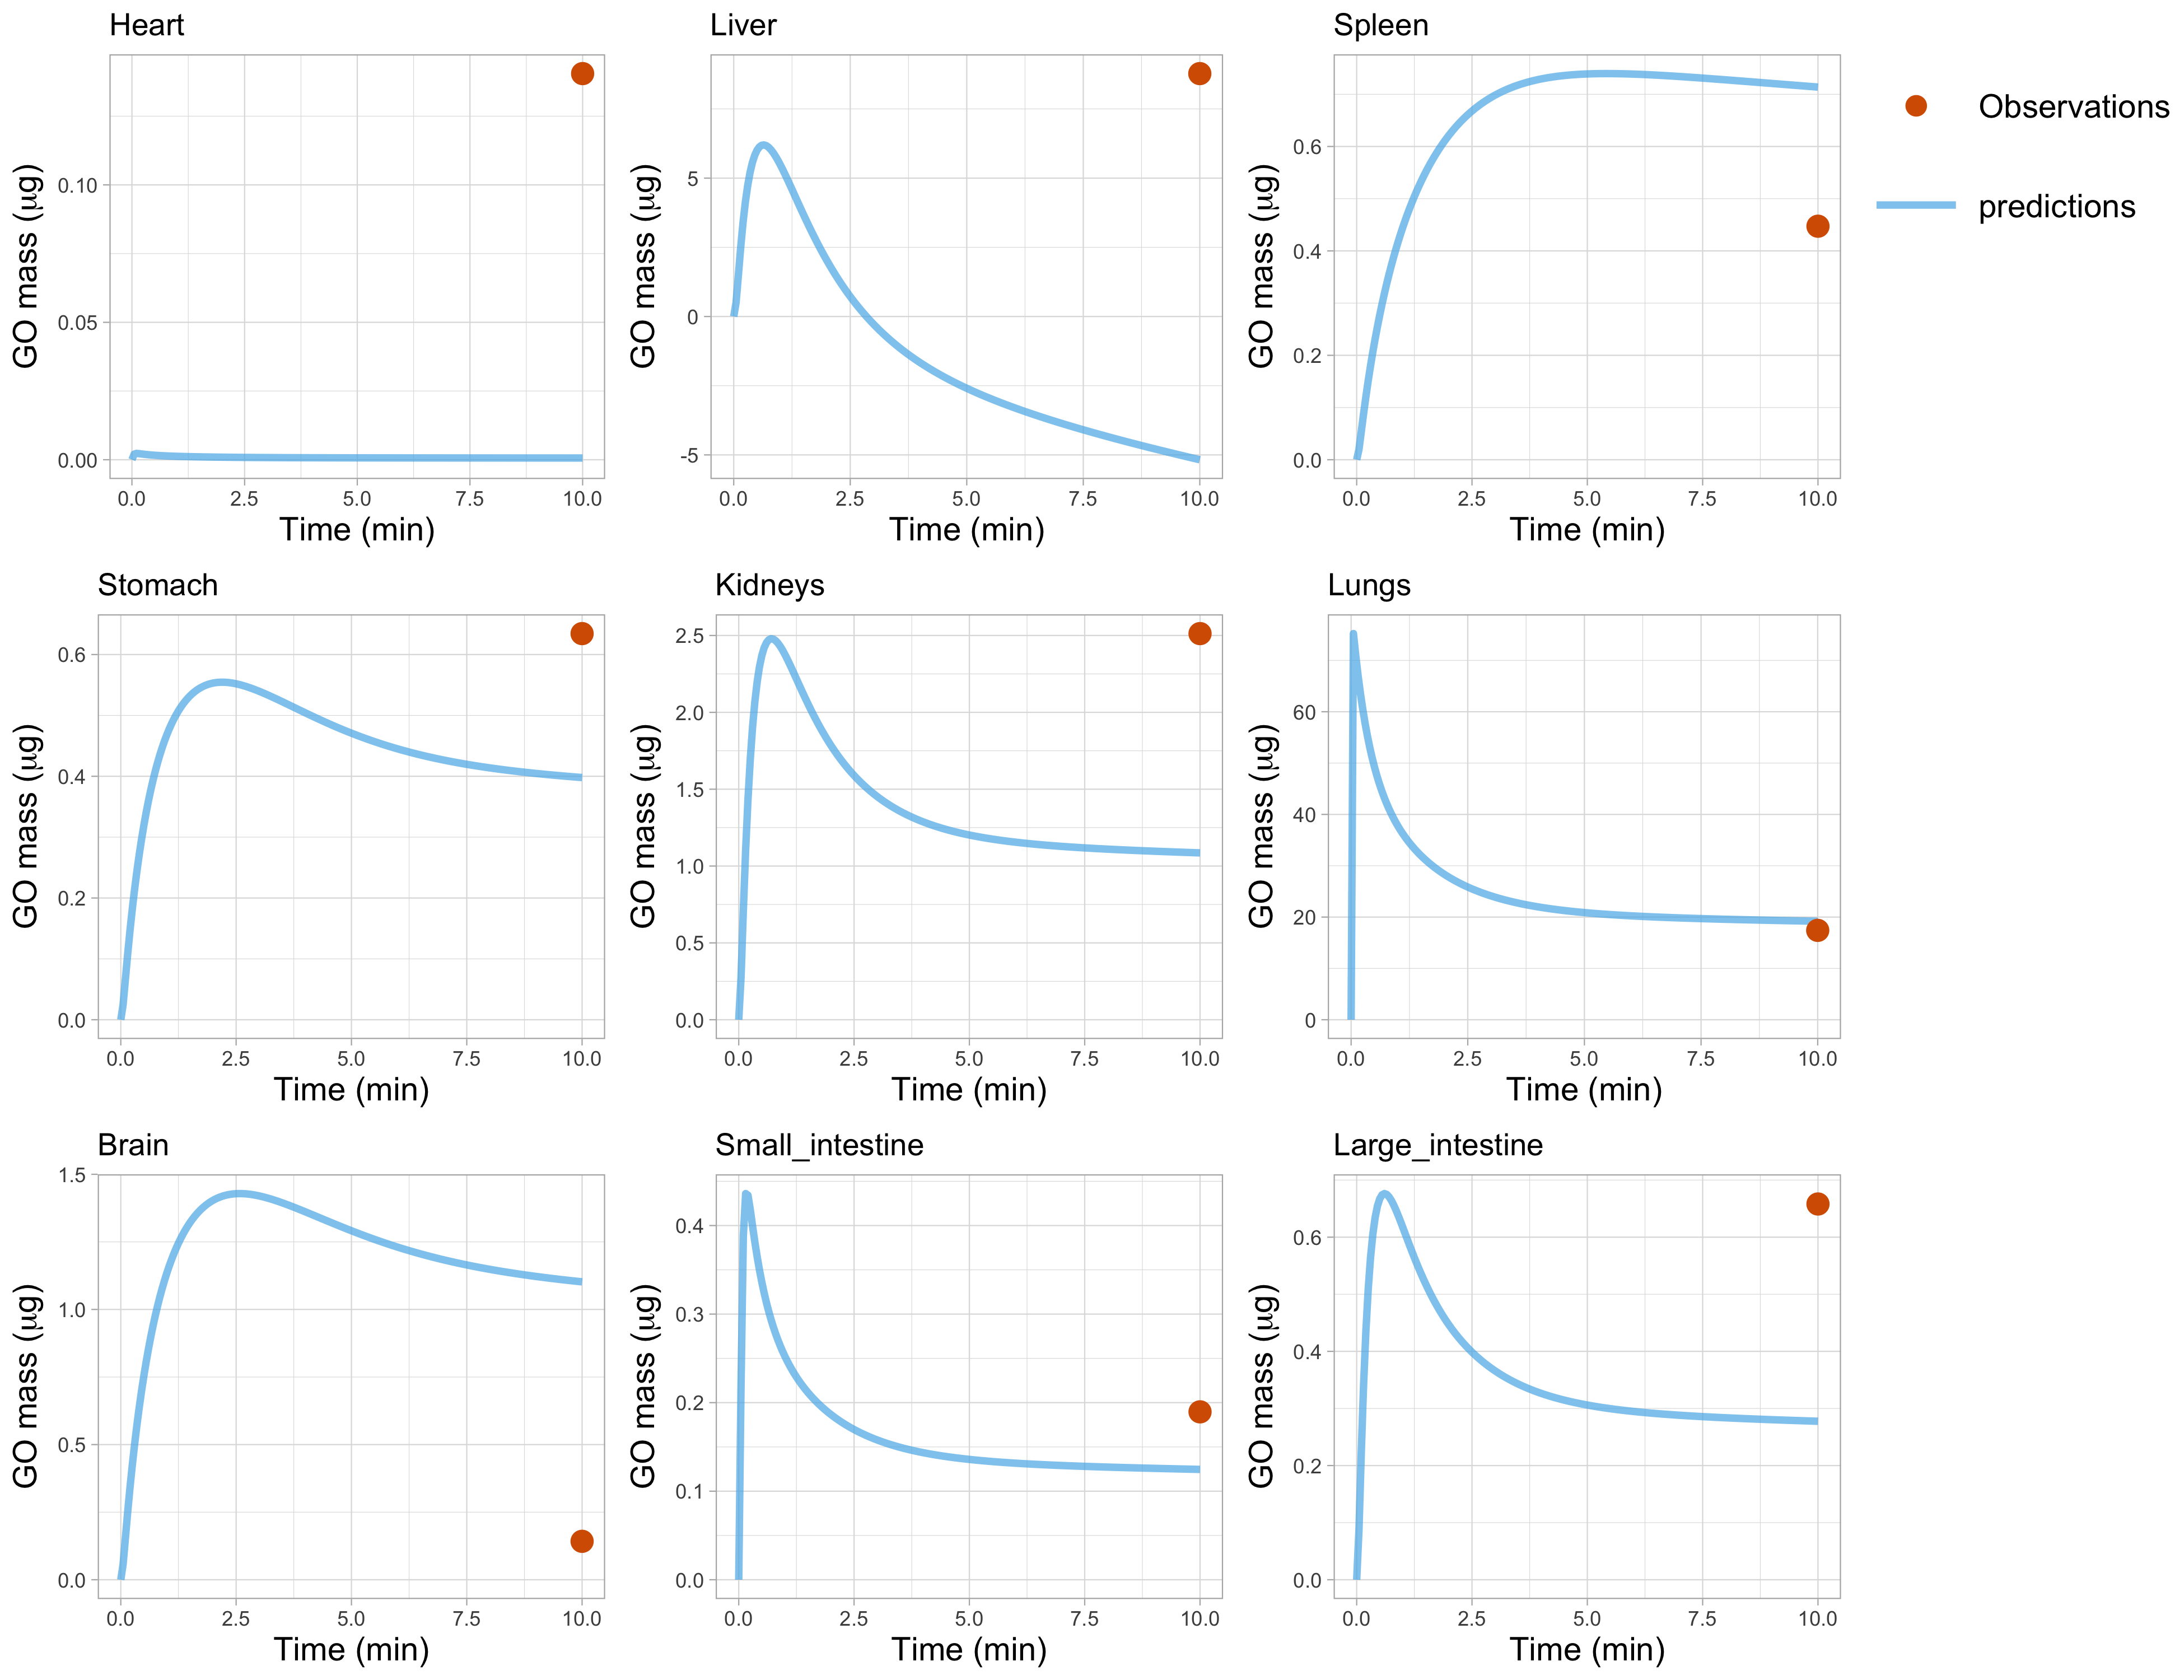 Heart
GO mass (µg)
0.10
0.05
0.00
0.0 2.5 5.0 7.5 10.0
Time (min)
Liver
GO mass (µg)
5
0
-5
0.0 2.5 5.0 7.5 10.0
Time (min)
Spleen
GO mass (µg)
0.6
0.4
0.2
0.0
0.0 2.5 5.0 7.5 10.0
Time (min)
Observations
predictions
Stomach
GO mass (µg)
0.6
0.4
0.2
0.0
0.0 2.5 5.0 7.5 10.0
Time (min)
Kidneys
GO mass (µg)
2.5
2.0
1.5
1.0
0.5
0.0
0.0 2.5 5.0 7.5 10.0
Time (min)
Lungs
GO mass (µg)
60
40
20
0
0.0 2.5 5.0 7.5 10.0
Time (min)
Brain
GO mass (µg)
1.5
1.0
0.5
0.0
0.0 2.5 5.0 7.5 10.0
Time (min)
Small_intestine
GO mass (µg)
0.4
0.3
0.2
0.1
0.0
0.0 2.5 5.0 7.5 10.0
Time (min)
Large_intestine
GO mass (µg)
0.6
0.4
0.2
0.0
0.0 2.5 5.0 7.5 10.0
Time (min)